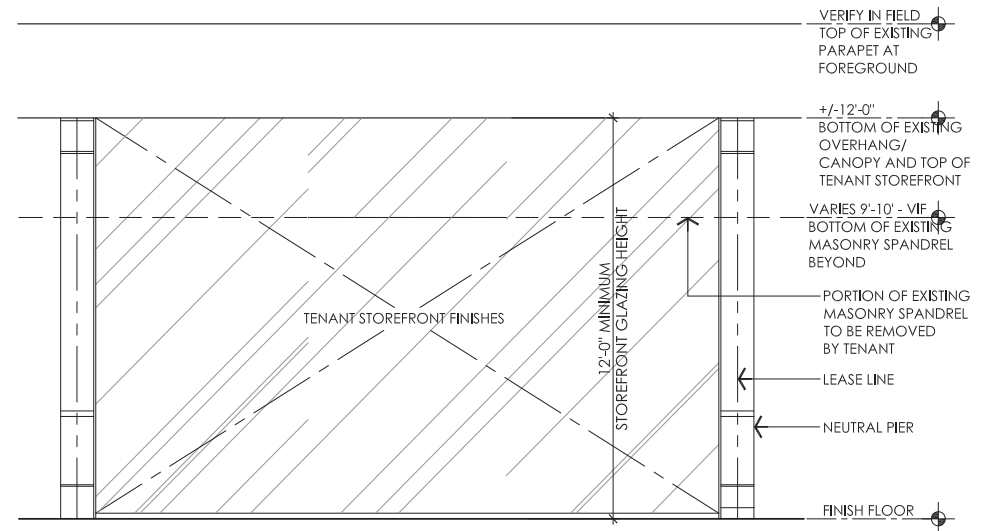 VERIFY IN FIELD
TOP OF EXISTING
PARAPET AT
FOREGROUND
+/-12'-0"
BOTTOM OF EXISTING
OVERHANG/
CANOPY AND TOP OF
TENANT STOREFRONT
VARIES 9'-10' - VIF
BOTTOM OF EXISTING
MASONRY SPANDREL
BEYOND
PORTION OF EXISTING
MASONRY SPANDREL
TO BE REMOVED
BY TENANT
TENANT STOREFRONT FINISHES
12'-0" MINIMUM
STOREFRONT GLAZING HEIGHT
LEASE LINE
NEUTRAL PIER
FINISH FLOOR